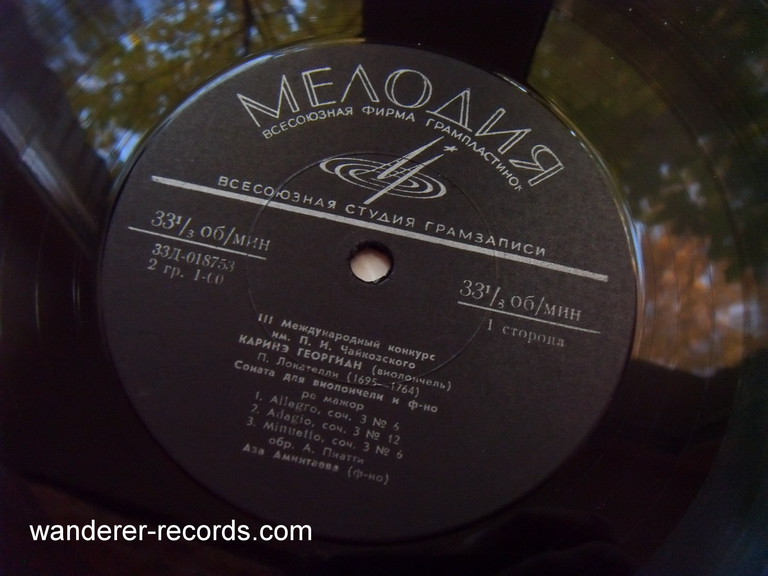 МЕЛОДИЯ
ВСЕСОЮЗНАЯ ФИРМА ГРАМПЛАСТИНОК
ВСЕСОЮЗНАЯ СТУДИЯ ГРАМЗАПИСИ
33¹/₃ ОБ/МИН
33Д-018753
2 гр. 1-00
33¹/₃ ОБ/МИН
1 сторона
III Международный конкурс
им. П. И. Чайковского
КАРИНЭ ГЕОРГИАН (виолончель)
П. Локателли (1695—1764)
Соната для виолончели и ф-но
ре мажор
1. Allegro, соч. 3 № 6
2. Adagio, соч. 3 № 12
3. Minuetto, соч. 3 № 6
обр. А. Пиатти
Аза Аминтаева (ф-но)
wanderer-records.com